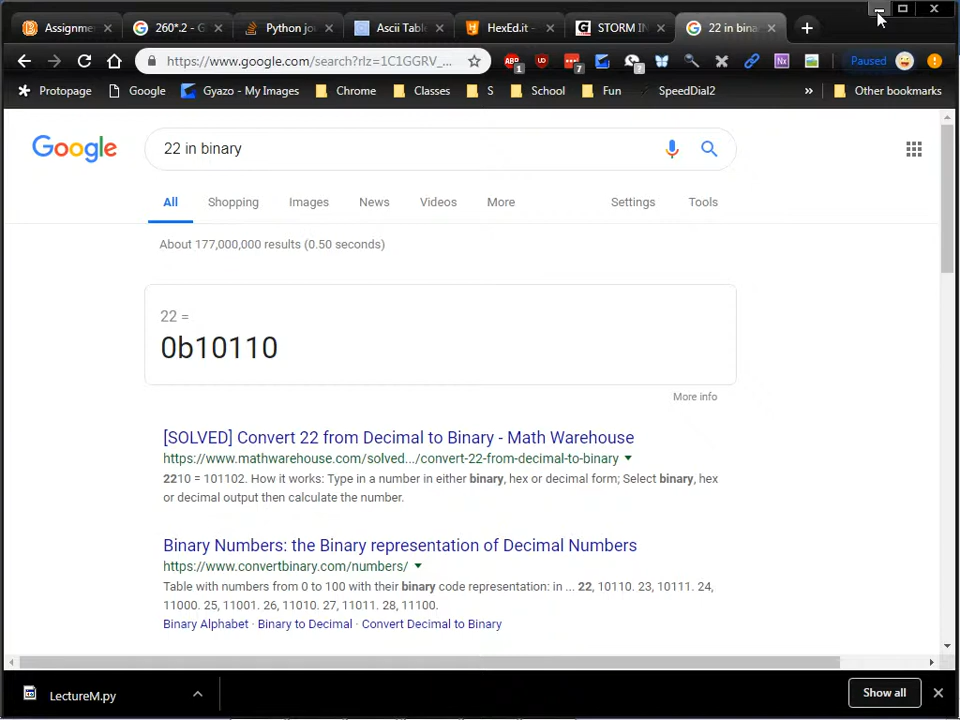 Assignme
260*.2 - G
Python jo
Ascii Table
HexEd.it -
STORM IN
22 in bina
https://www.google.com/search?rlz=1C1GGRV_...
Paused
Protopage
Google
Gyazo - My Images
Chrome
Classes
S
School
Fun
SpeedDial2
»
Other bookmarks
Google
22 in binary
All
Shopping
Images
News
Videos
More
Settings
Tools
About 177,000,000 results (0.50 seconds)
22 =
0b10110
More info
[SOLVED] Convert 22 from Decimal to Binary - Math Warehouse
https://www.mathwarehouse.com/solved.../convert-22-from-decimal-to-binary
2210 = 101102. How it works: Type in a number in either binary, hex or decimal form; Select binary, hex
or decimal output then calculate the number.
Binary Numbers: the Binary representation of Decimal Numbers
https://www.convertbinary.com/numbers/
Table with numbers from 0 to 100 with their binary code representation: in ... 22, 10110. 23, 10111. 24,
11000. 25, 11001. 26, 11010. 27, 11011. 28, 11100.
Binary Alphabet · Binary to Decimal · Convert Decimal to Binary
LectureM.py
Show all